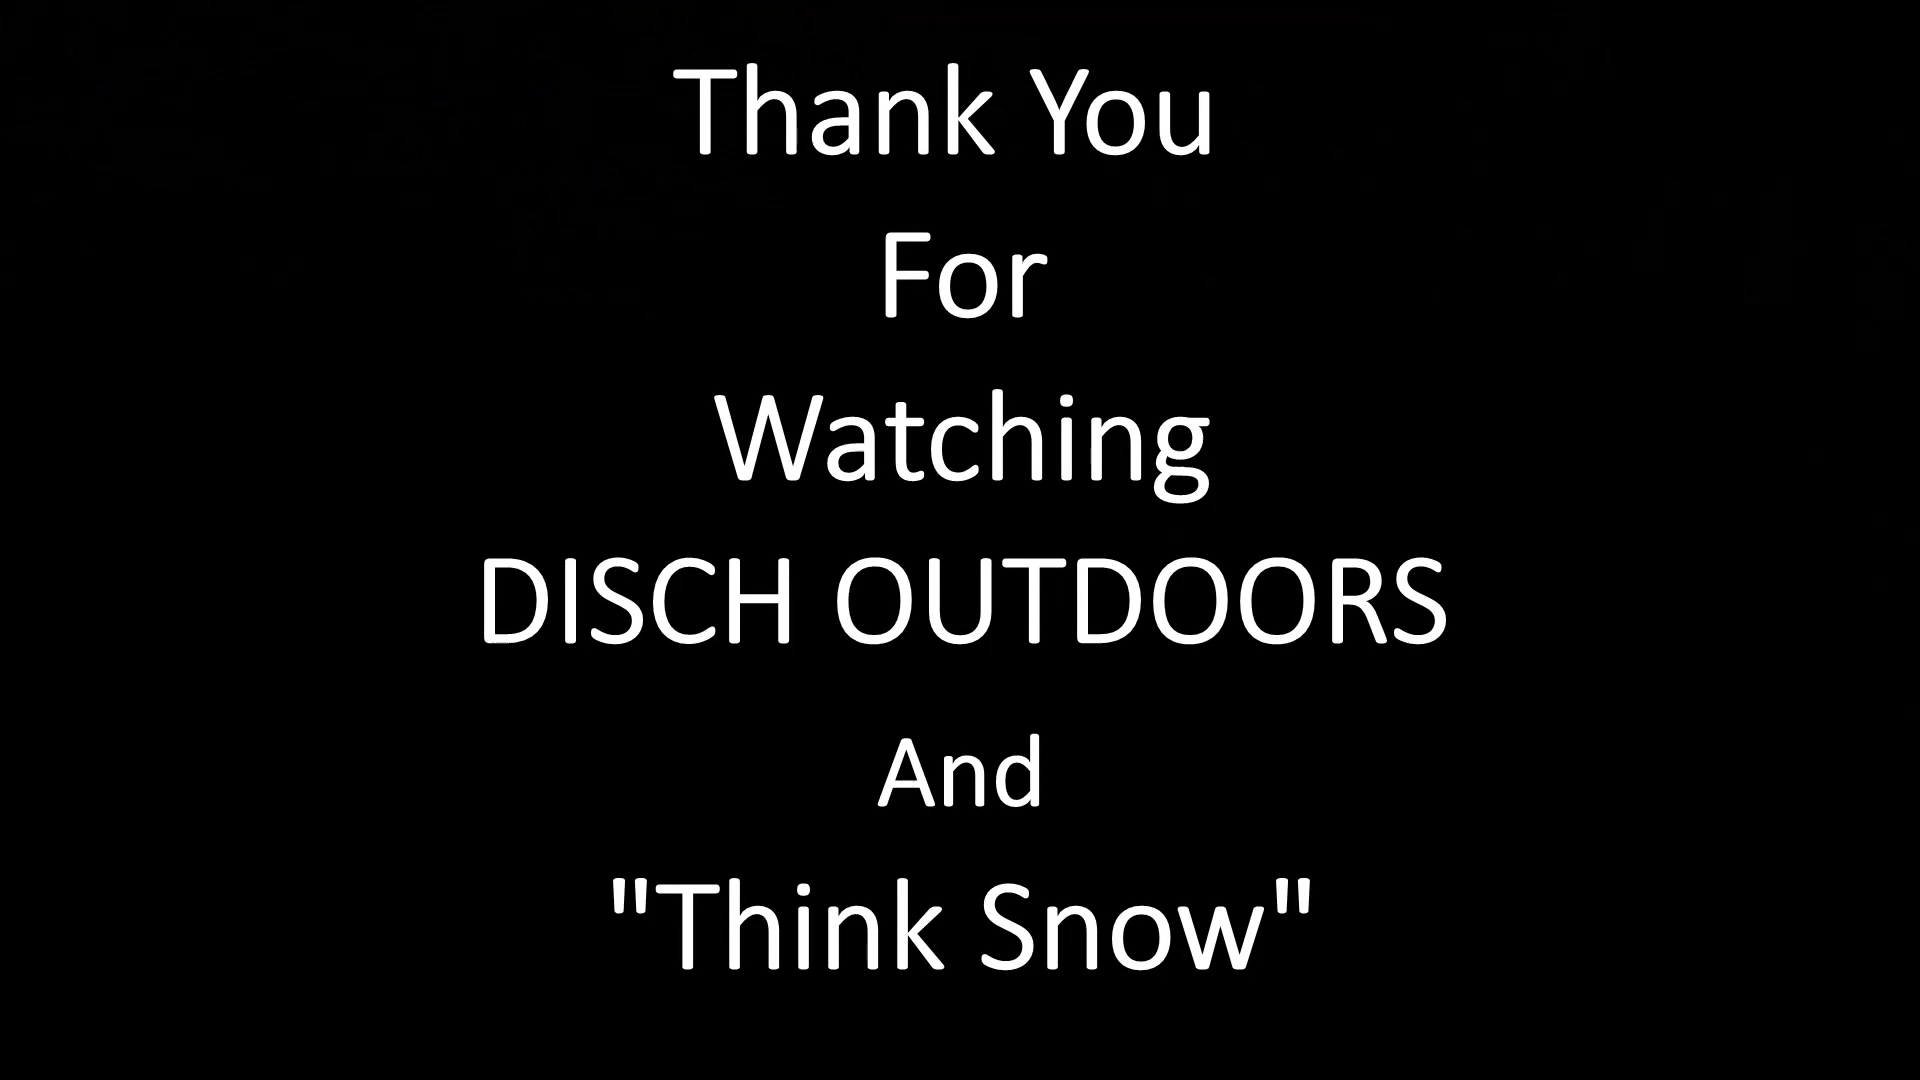 Thank You
For
Watching
DISCH OUTDOORS
And
"Think Snow"